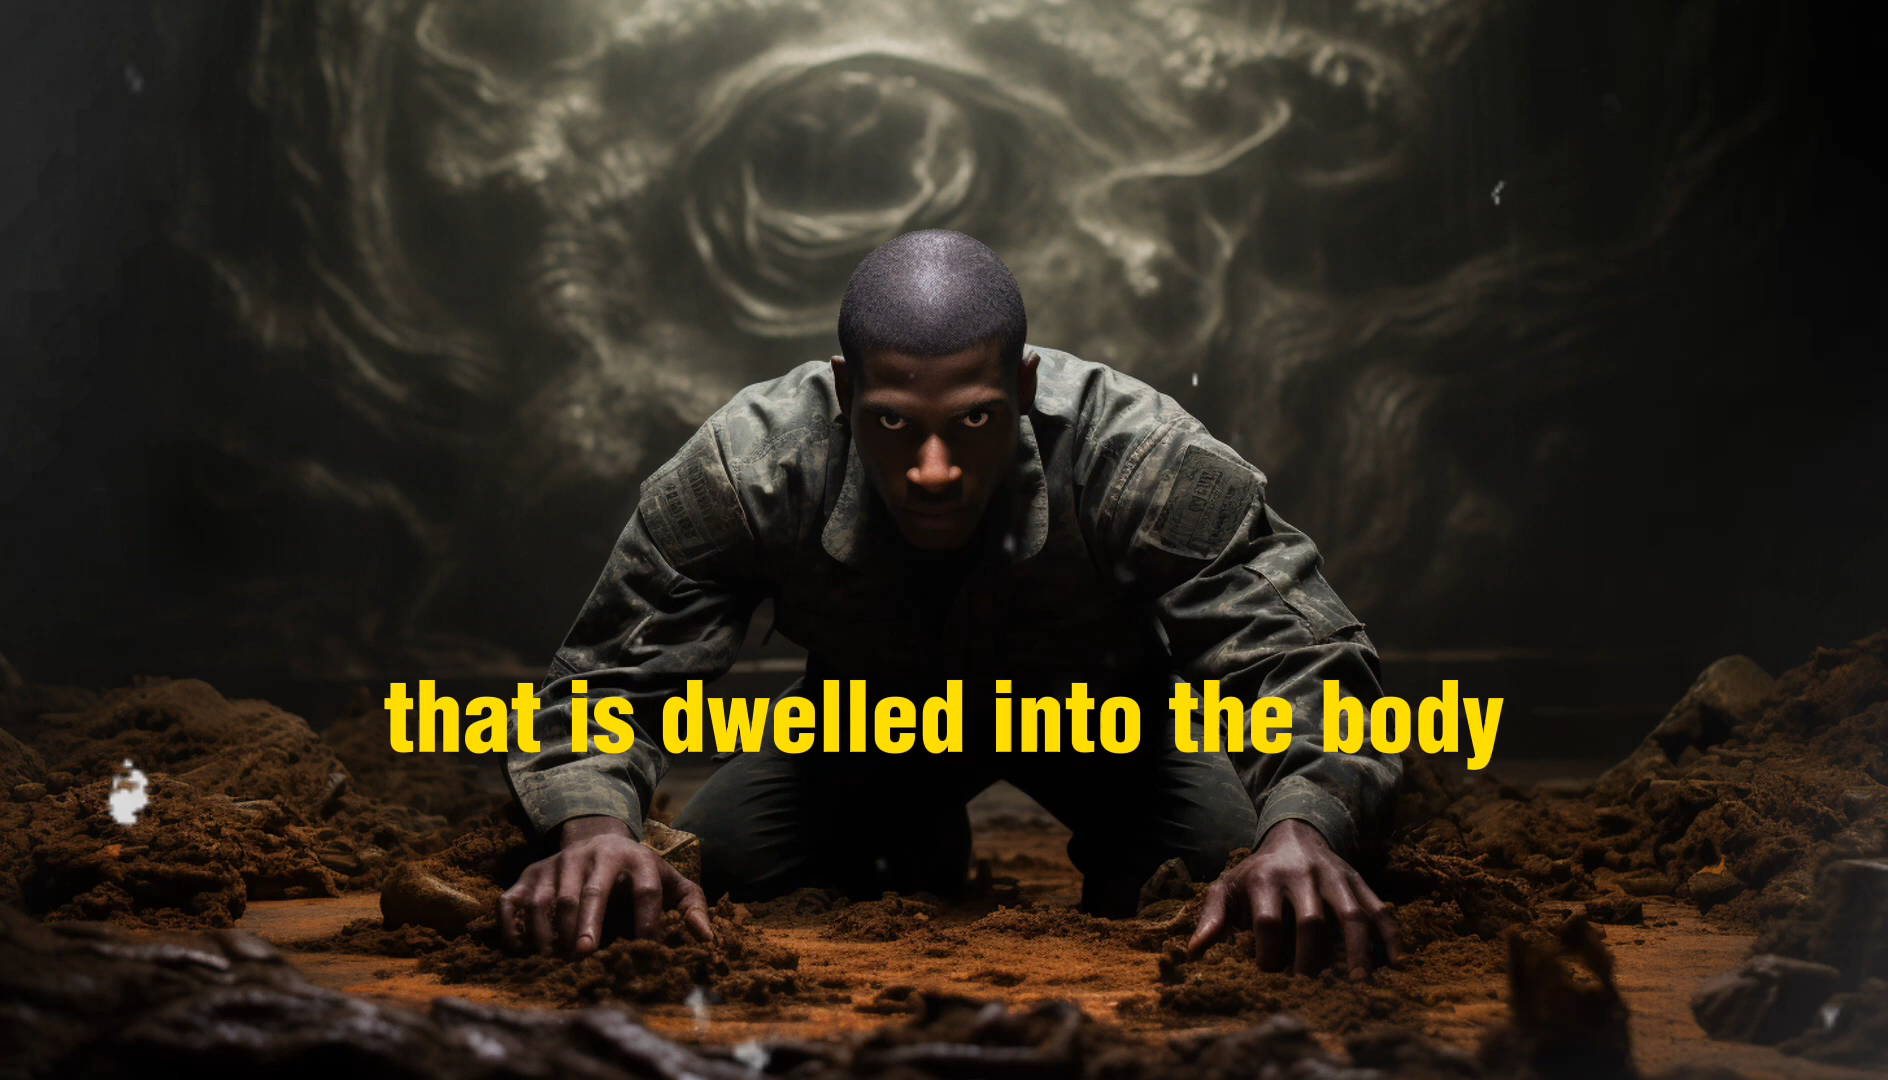 that is dwelled into the body